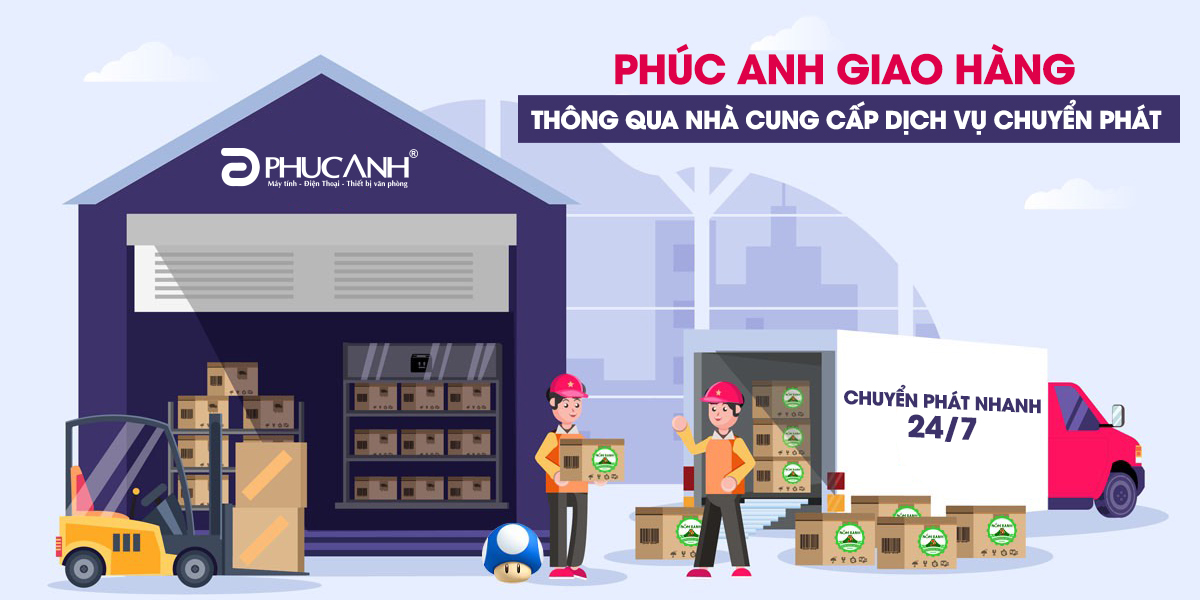 PHÚC ANH GIAO HÀNG
THÔNG QUA NHÀ CUNG CẤP DỊCH VỤ CHUYỂN PHÁT
PHUCANH®
Máy tính - Điện Thoại - Thiết bị văn phòng
CHUYỂN PHÁT NHANH
24/7